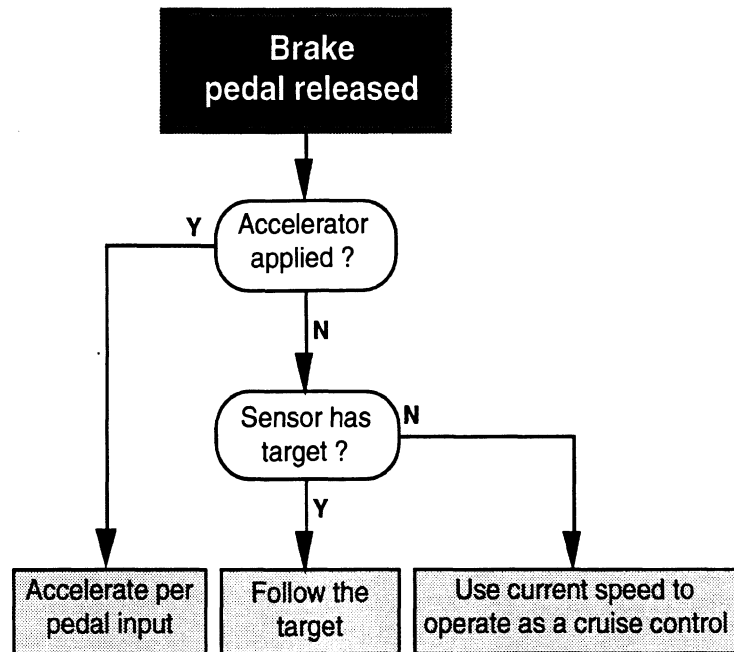 Brake
pedal released
Y
Accelerator
applied ?
N
Sensor has
target ?
N
Y
Accelerate per
pedal input
Follow the
target
Use current speed to
operate as a cruise control